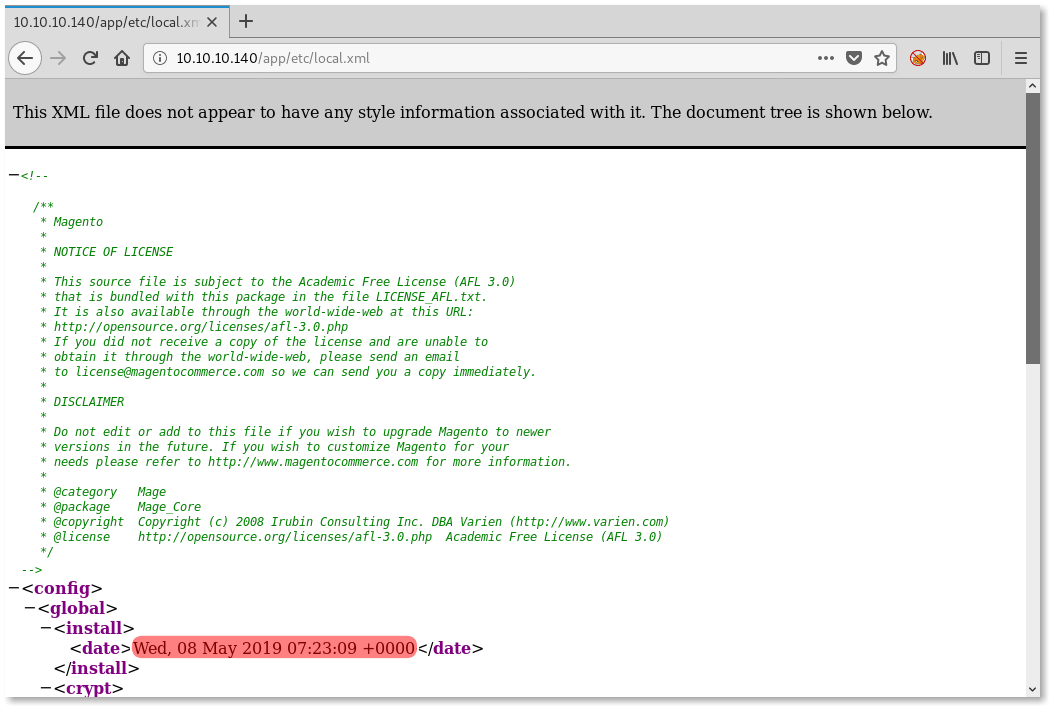 10.10.10.140/app/etc/local.xm
10.10.10.140/app/etc/local.xml
This XML file does not appear to have any style information associated with it. The document tree is shown below.
−<!--
/**
* Magento
*
* NOTICE OF LICENSE
*
* This source file is subject to the Academic Free License (AFL 3.0)
* that is bundled with this package in the file LICENSE_AFL.txt.
* It is also available through the world-wide-web at this URL:
* http://opensource.org/licenses/afl-3.0.php
* If you did not receive a copy of the license and are unable to
* obtain it through the world-wide-web, please send an email
* to license@magentocommerce.com so we can send you a copy immediately.
*
* DISCLAIMER
*
* Do not edit or add to this file if you wish to upgrade Magento to newer
* versions in the future. If you wish to customize Magento for your
* needs please refer to http://www.magentocommerce.com for more information.
*
* @category   Mage
* @package    Mage_Core
* @copyright  Copyright (c) 2008 Irubin Consulting Inc. DBA Varien (http://www.varien.com)
* @license    http://opensource.org/licenses/afl-3.0.php  Academic Free License (AFL 3.0)
*/
-->
−<config>
−<global>
−<install>
<date>Wed, 08 May 2019 07:23:09 +0000</date>
</install>
−<crypt>